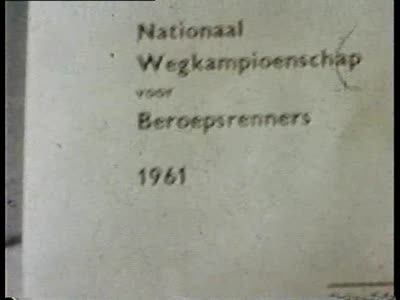 Nationaal
Wegkampioenschap
voor
Beroepsrenners
1961